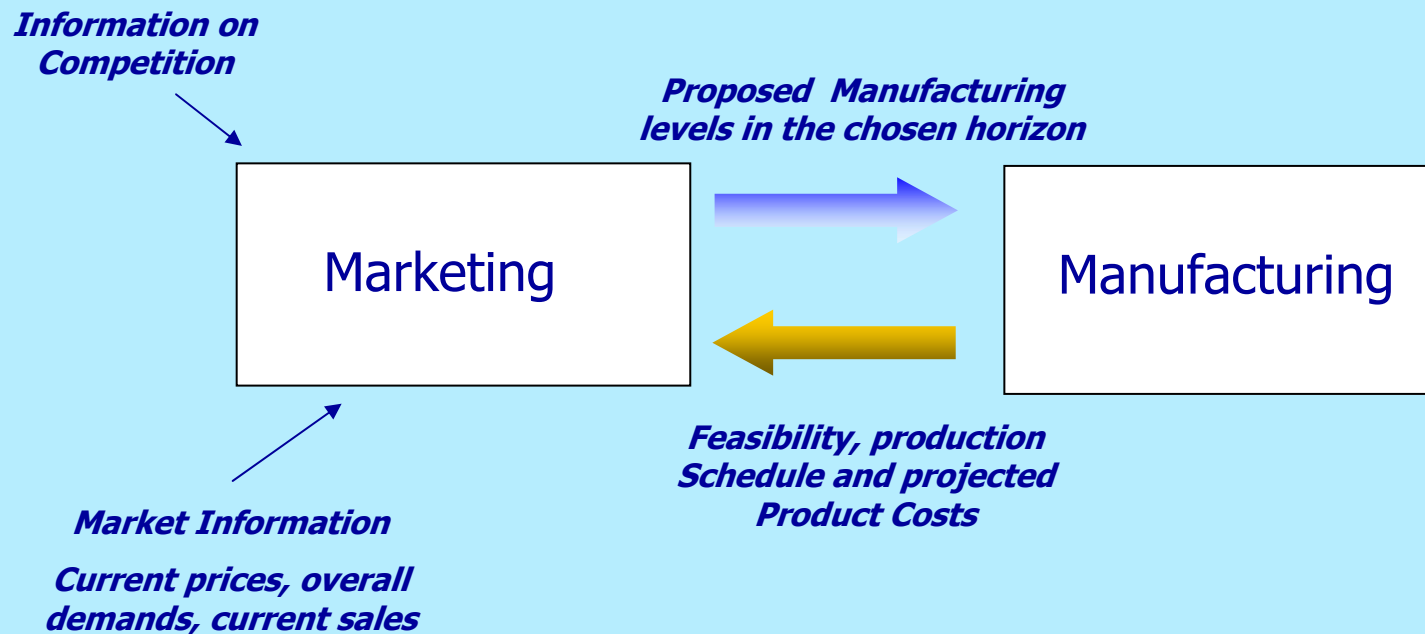 Information on
Competition
Proposed Manufacturing
levels in the chosen horizon
Marketing
Manufacturing
Feasibility, production
Schedule and projected
Product Costs
Market Information
Current prices, overall
demands, current sales